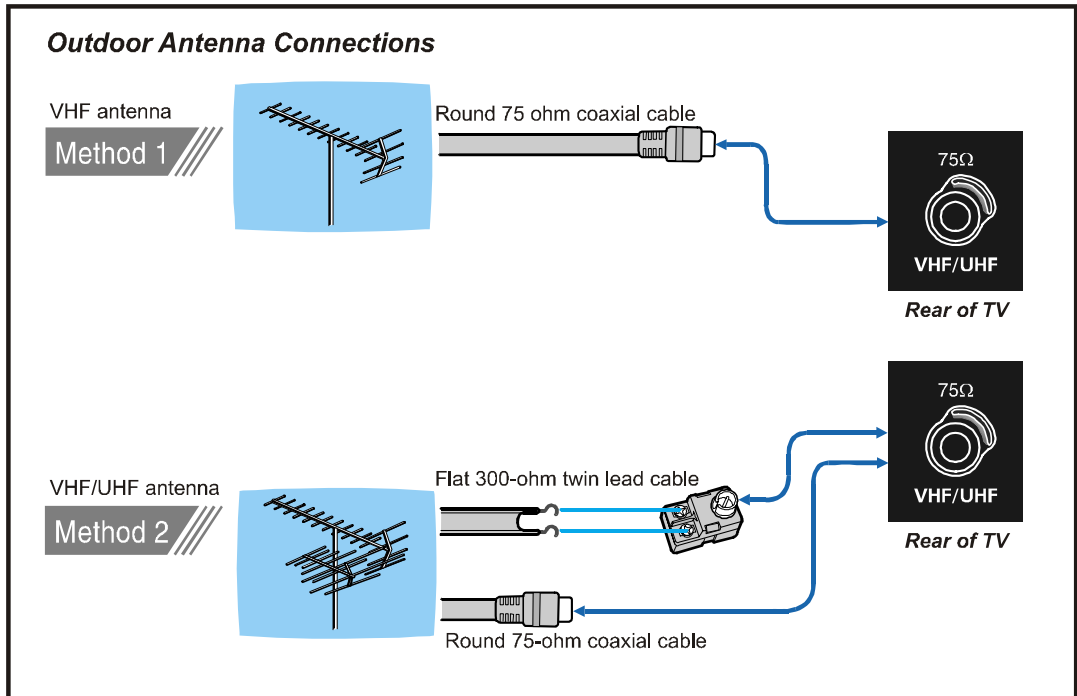 Outdoor Antenna Connections
VHF antenna
Method 1
Round 75 ohm coaxial cable
75Ω
VHF/UHF
Rear of TV
VHF/UHF antenna
Method 2
Flat 300-ohm twin lead cable
Round 75-ohm coaxial cable
75Ω
VHF/UHF
Rear of TV